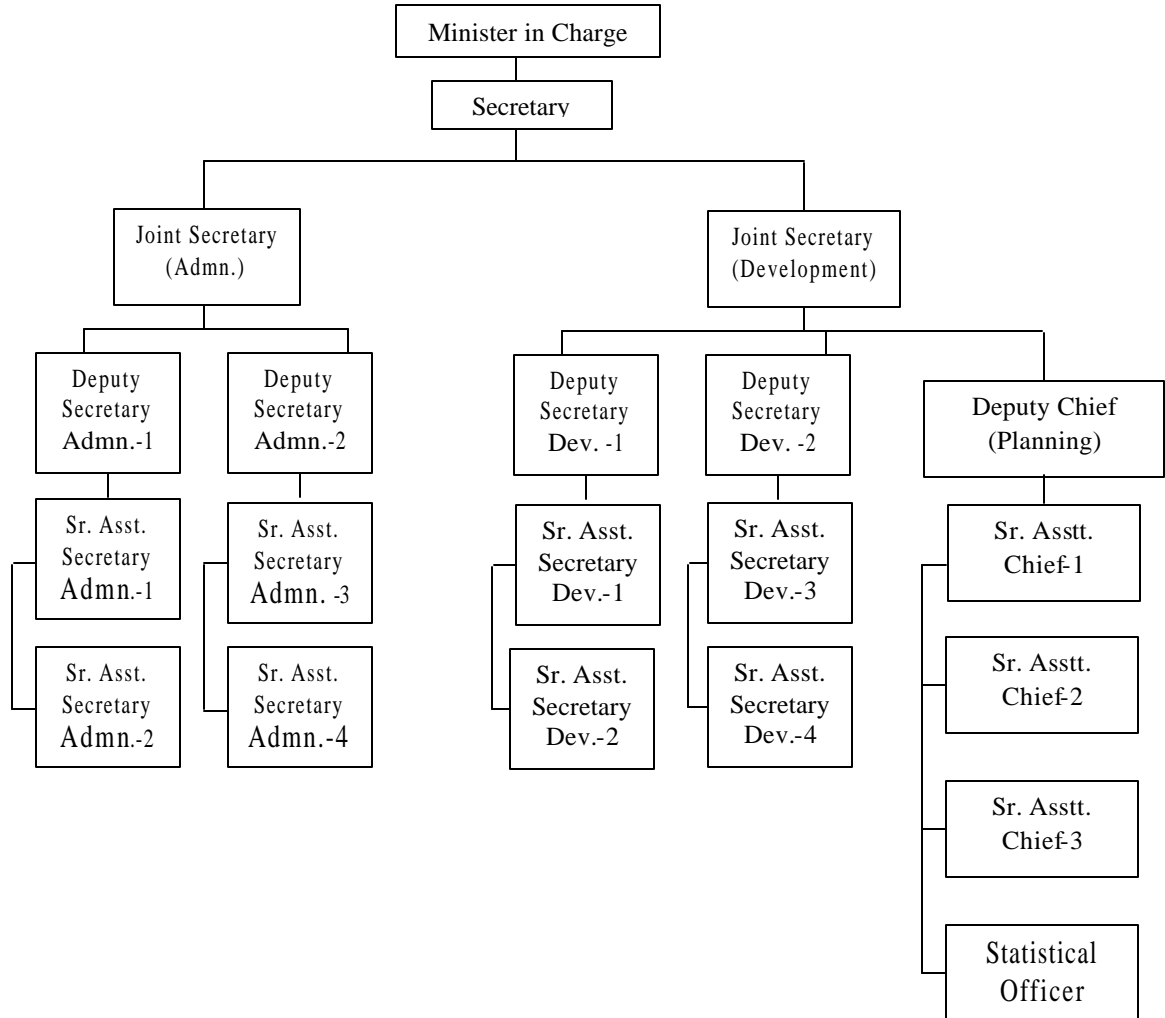 Minister in Charge
Secretary
Joint Secretary
(Admn.)
Joint Secretary
(Development)
Deputy
Secretary
Admn.-1
Deputy
Secretary
Admn.-2
Deputy
Secretary
Dev. -1
Deputy
Secretary
Dev. -2
Deputy Chief
(Planning)
Sr. Asst.
Secretary
Admn.-1
Sr. Asst.
Secretary
Admn. -3
Sr. Asst.
Secretary
Dev.-1
Sr. Asst.
Secretary
Dev.-3
Sr. Asstt.
Chief-1
Sr. Asst.
Secretary
Admn.-2
Sr. Asst.
Secretary
Admn.-4
Sr. Asst.
Secretary
Dev.-2
Sr. Asst.
Secretary
Dev.-4
Sr. Asstt.
Chief-2
Sr. Asstt.
Chief-3
Statistical
Officer